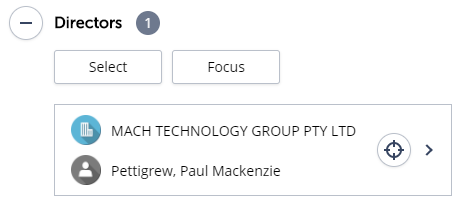 Directors 1
Select Focus
MACH TECHNOLOGY GROUP PTY LTD
Pettigrew, Paul Mackenzie